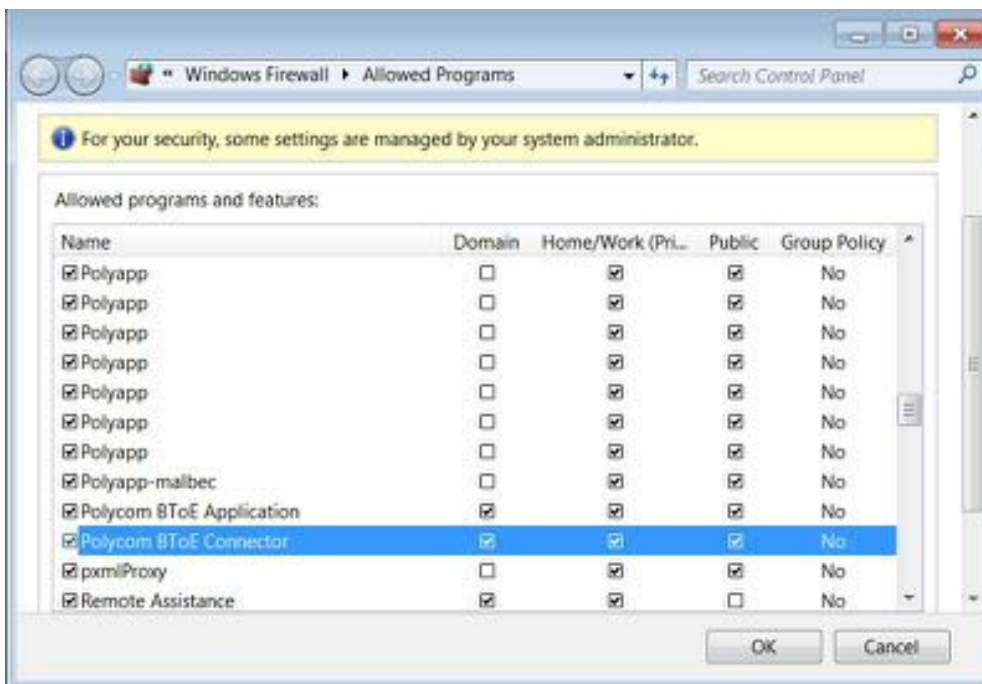 « Windows Firewall ▸ Allowed Programs Search Control Panel
For your security, some settings are managed by your system administrator.
Allowed programs and features:
Name Domain Home/Work (Pri... Public Group Policy
Polyapp No
Polyapp No
Polyapp No
Polyapp No
Polyapp No
Polyapp No
Polyapp No
Polyapp-malbec No
Polycom BToE Application No
Polycom BToE Connector No
pxmlProxy No
Remote Assistance No
OK Cancel